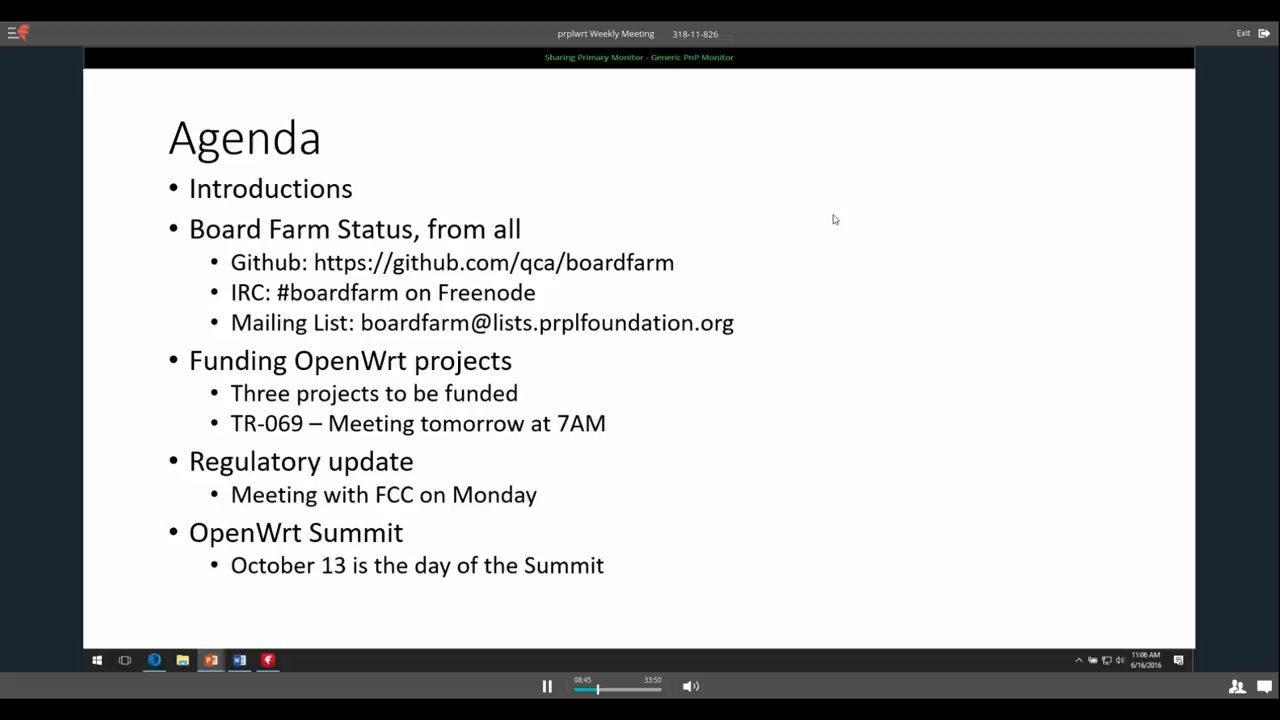 prplwrt Weekly Meeting 318-11-826
Exit
Sharing Primary Monitor - Generic PnP Monitor
Agenda
• Introductions
• Board Farm Status, from all
• Github: https://github.com/qca/boardfarm
• IRC: #boardfarm on Freenode
• Mailing List: boardfarm@lists.prplfoundation.org
• Funding OpenWrt projects
• Three projects to be funded
• TR-069 – Meeting tomorrow at 7AM
• Regulatory update
• Meeting with FCC on Monday
• OpenWrt Summit
• October 13 is the day of the Summit
11:06 AM
6/16/2016
08:45 33:50